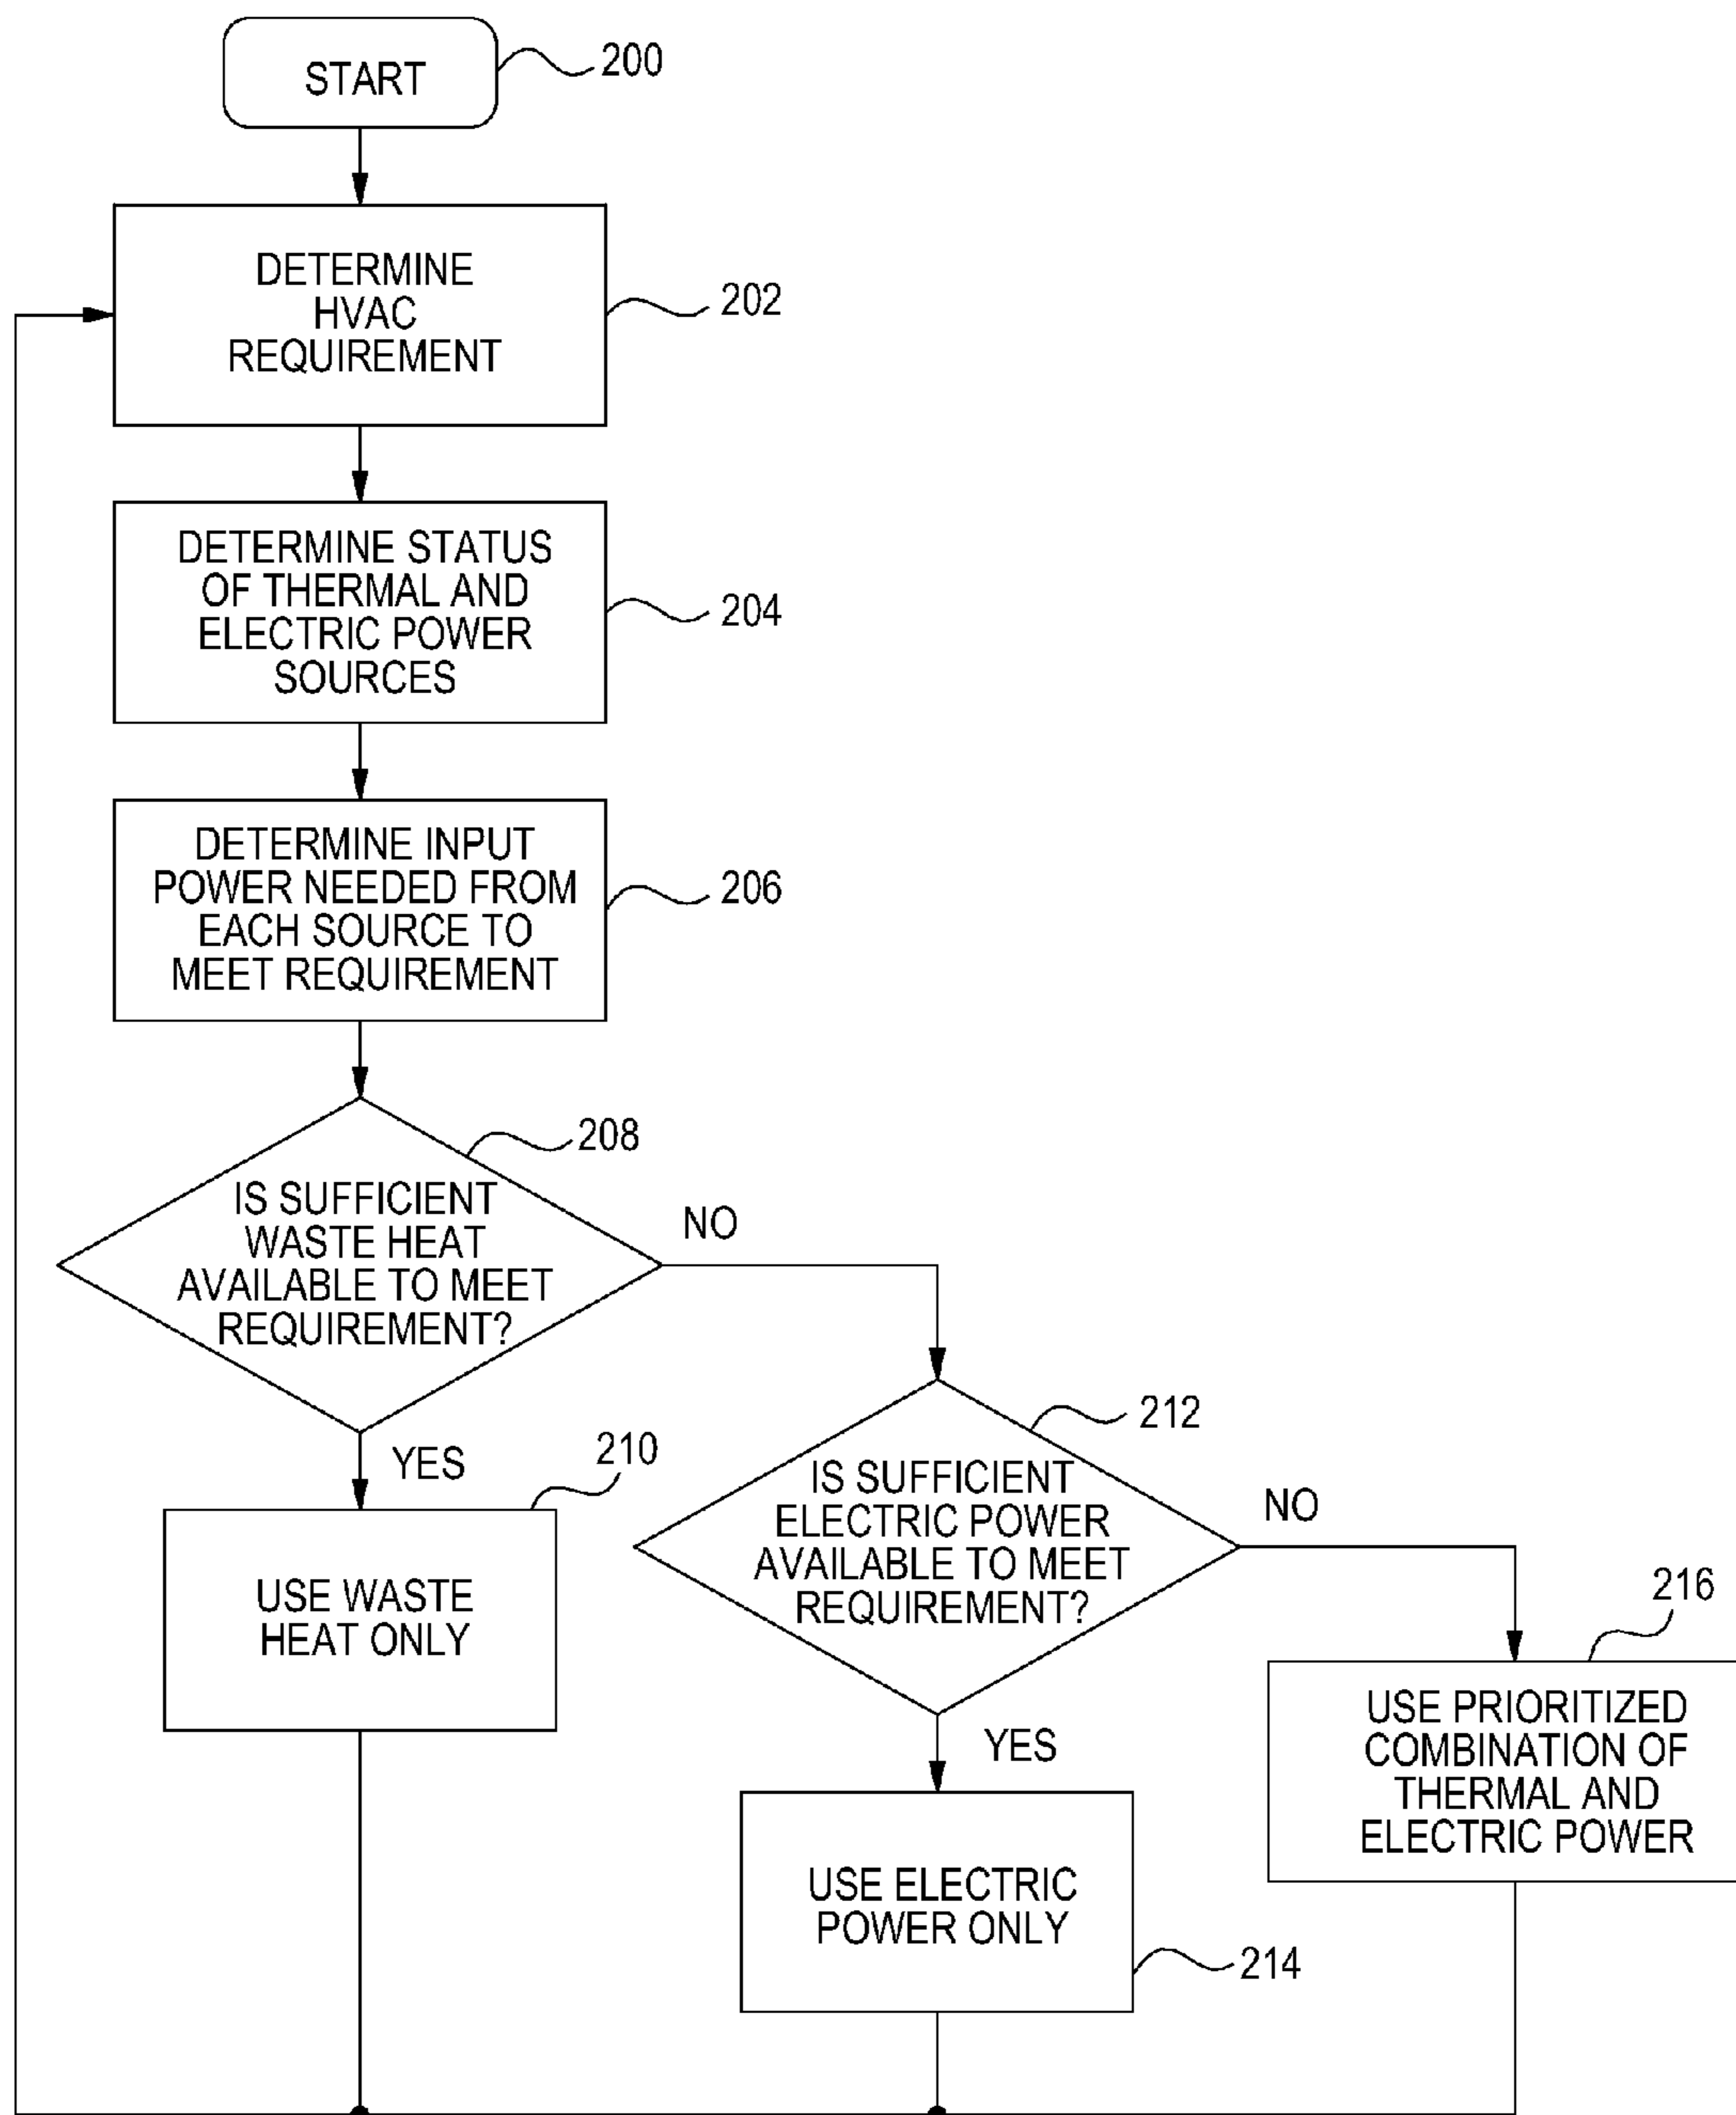 START
200
DETERMINE
HVAC
REQUIREMENT
202
DETERMINE STATUS
OF THERMAL AND
ELECTRIC POWER
SOURCES
204
DETERMINE INPUT
POWER NEEDED FROM
EACH SOURCE TO
MEET REQUIREMENT
206
208
IS SUFFICIENT
WASTE HEAT
AVAILABLE TO MEET
REQUIREMENT?
NO
YES
210
USE WASTE
HEAT ONLY
212
IS SUFFICIENT
ELECTRIC POWER
AVAILABLE TO MEET
REQUIREMENT?
NO
YES
USE ELECTRIC
POWER ONLY
214
216
USE PRIORITIZED
COMBINATION OF
THERMAL AND
ELECTRIC POWER